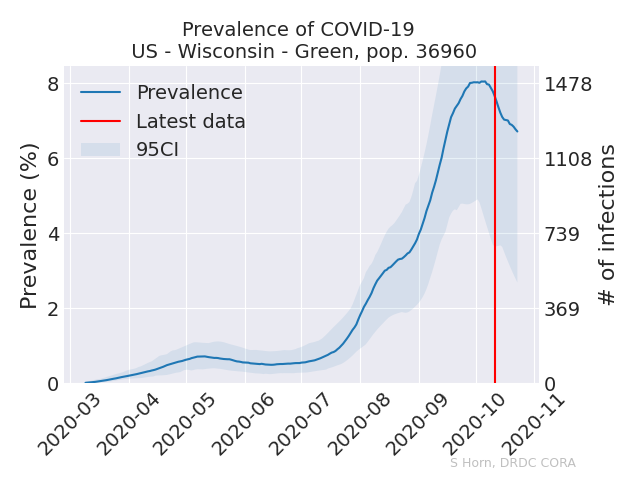 Prevalence of COVID-19
US - Wisconsin - Green, pop. 36960
Prevalence (%)
8
6
4
2
0
Prevalence
Latest data
95CI
1478
1108
739
369
0
# of infections
2020-03
2020-04
2020-05
2020-06
2020-07
2020-08
2020-09
2020-10
2020-11
S Horn, DRDC CORA